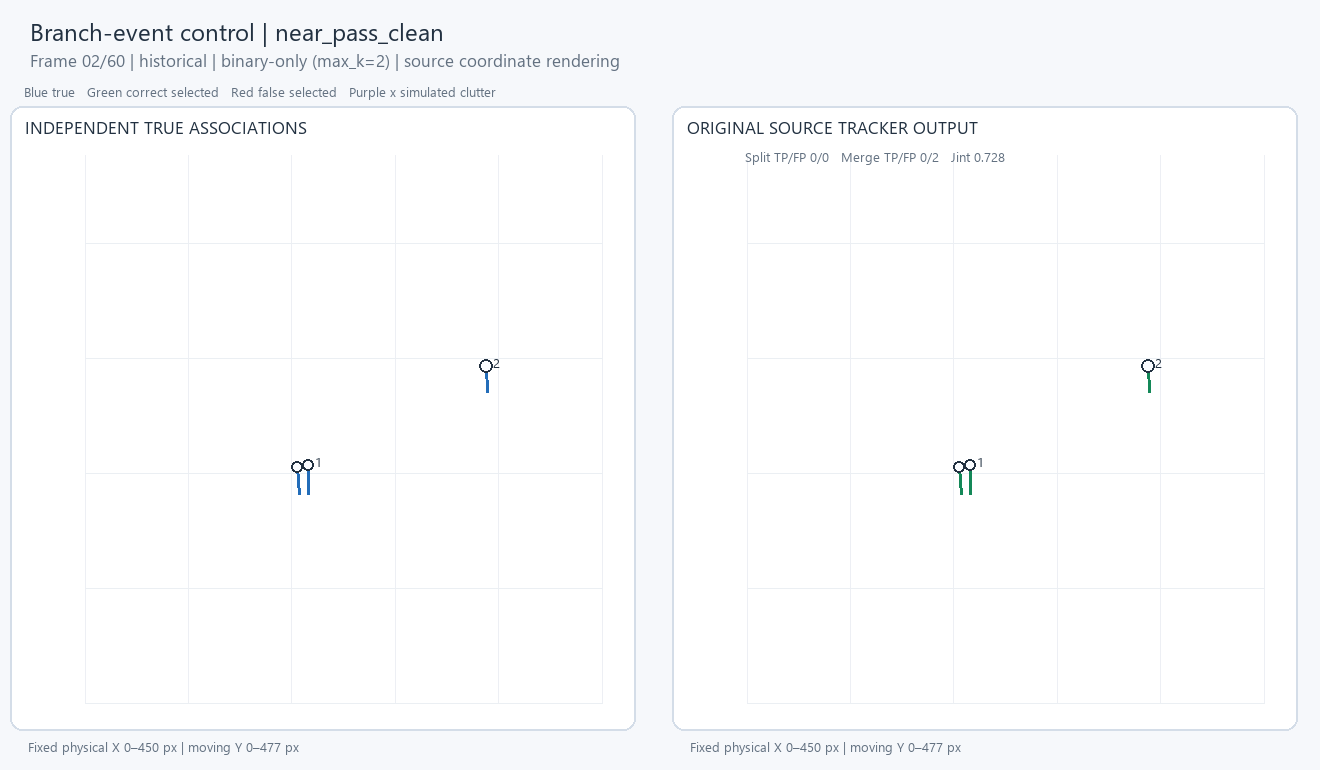 Branch-event control | near_pass_clean
Frame 02/60 | historical | binary-only (max_k=2) | source coordinate rendering
Blue true Green correct selected Red false selected Purple x simulated clutter
INDEPENDENT TRUE ASSOCIATIONS
2
1
Fixed physical X 0–450 px | moving Y 0–477 px
ORIGINAL SOURCE TRACKER OUTPUT
Split TP/FP 0/0 Merge TP/FP 0/2 Jint 0.728
2
1
Fixed physical X 0–450 px | moving Y 0–477 px